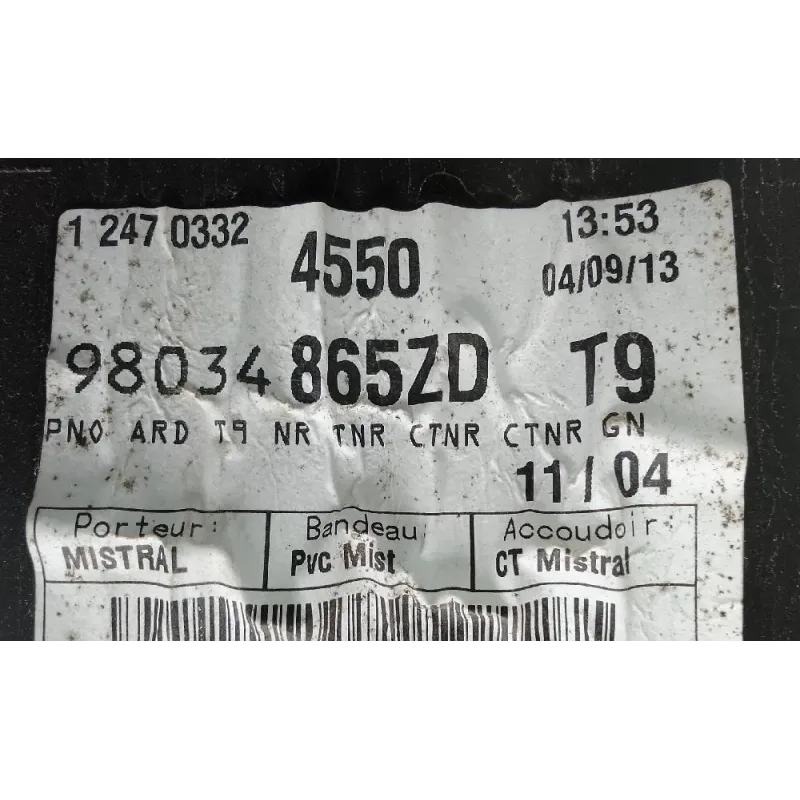 1 247 0332 4550 13:53
04/09/13
98034 865ZD T9
PNO ARD T9 NR TNR CTNR CTNR GN
11/04
Porteur: Bandeau: Accoudoir:
MISTRAL Pvc Mist CT Mistral